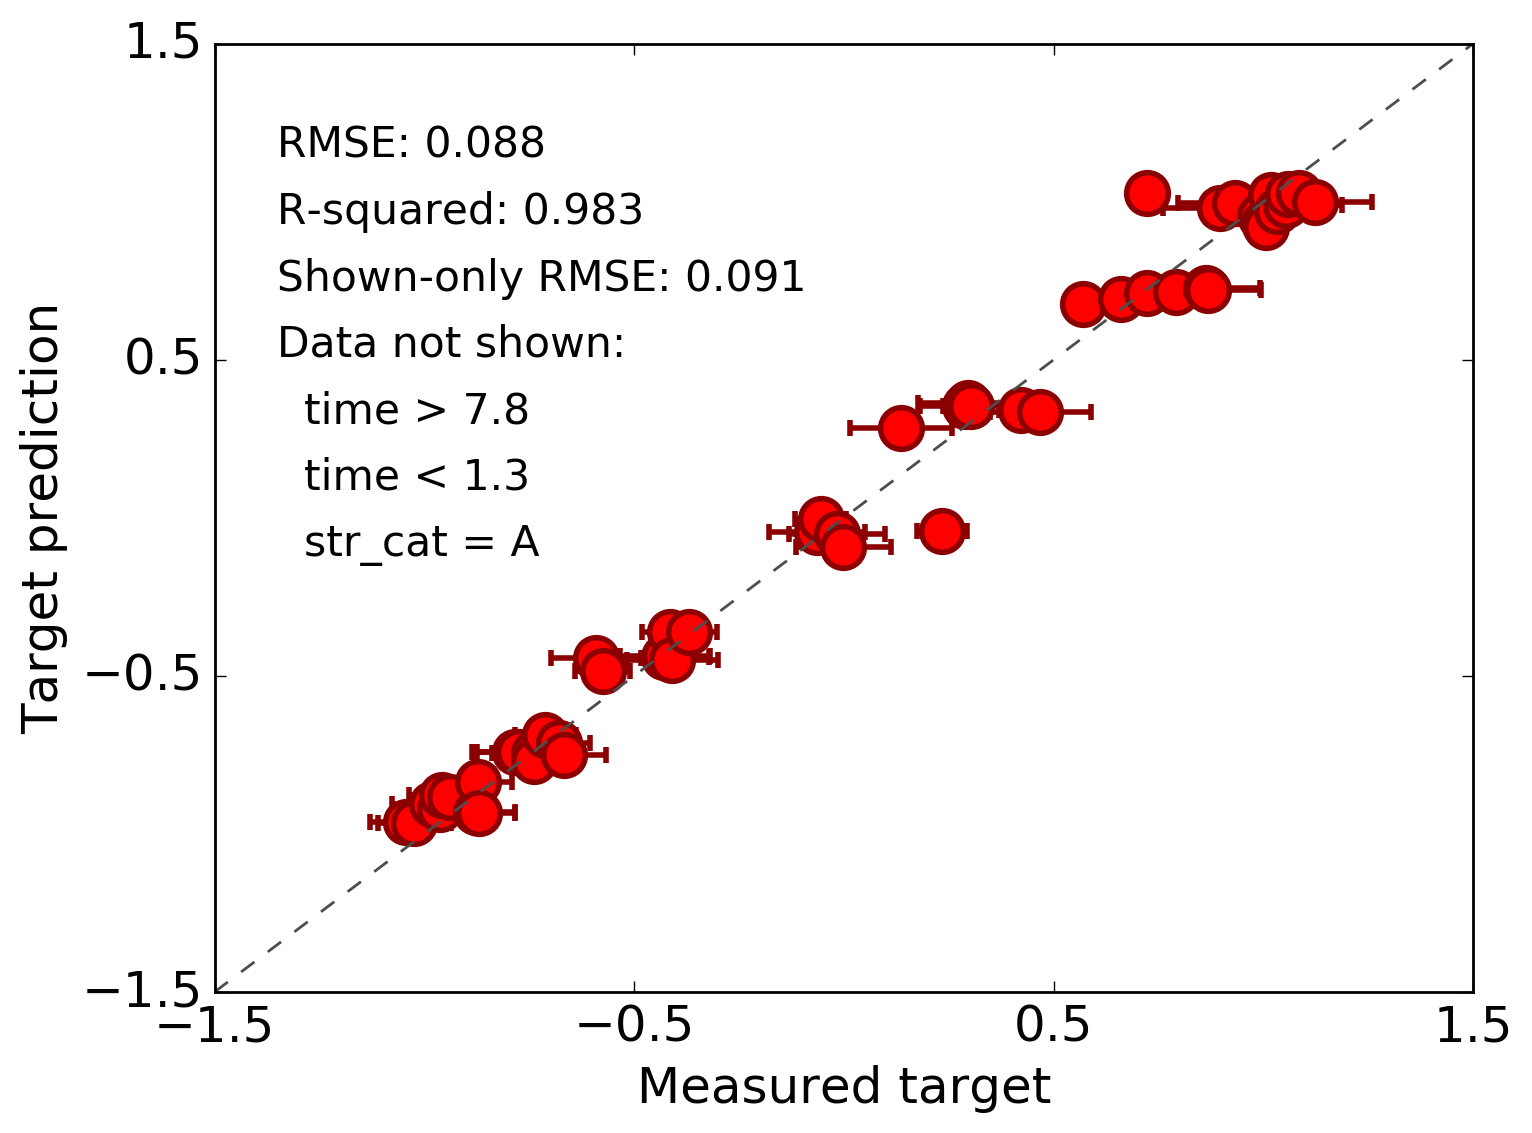 1.5
RMSE: 0.088
R-squared: 0.983
Shown-only RMSE: 0.091
Data not shown:
time > 7.8
time < 1.3
str_cat = A
0.5
−0.5
−1.5
Target prediction
−1.5
−0.5
0.5
1.5
Measured target